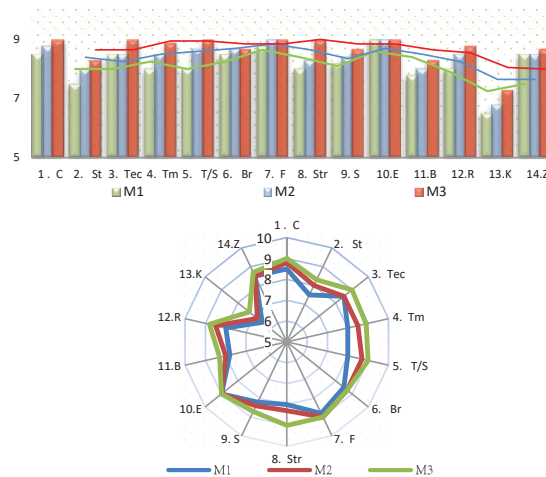 9
7
5
1 . C 2. St 3. Tec 4. Tm 5. T/S 6. Br 7. F 8. Str 9. S 10.E 11.B 12.R 13.K 14.Z
M1 M2 M3
1 . C
14.Z 10 2. St
9
13.K 8 3. Tec
7
12.R 6 4. Tm
5
11.B 5. T/S
10.E 6. Br
9. S 7. F
8. Str
M1 M2 M3